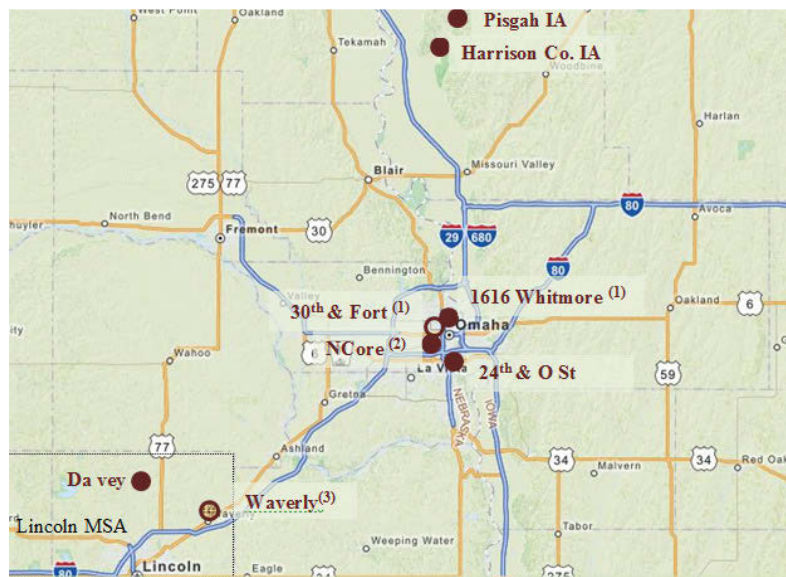 West Point
Oakland
Pisgah IA
Tekamah
Harrison Co. IA
Woodbine
Harlan
Blair
Missouri Valley
275
77
80
Avoca
North Bend
30
29
680
Fremont
80
Bennington
Valley
1616 Whitmore (1)
Oakland
6
30th & Fort (1)
Omaha
Wahoo
6
NCore (2)
24th & O St
La Vista
59
Gretna
NEBRASKA
IOWA
77
Ashland
34
34
Red Oak
Malvern
Da vey
Waverly(3)
Waverly
Lincoln MSA
Tabor
Weeping Water
80
Lincoln
Eagle
34